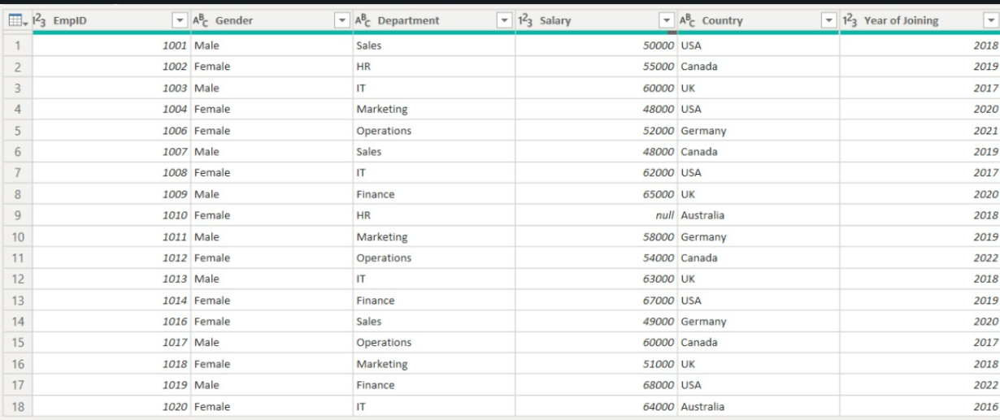 1²3 EmpID ABC Gender ABC Department 1²3 Salary ABC Country 1²3 Year of Joining
1 1001 Male Sales 50000 USA 2018
2 1002 Female HR 55000 Canada 2019
3 1003 Male IT 60000 UK 2017
4 1004 Female Marketing 48000 USA 2020
5 1006 Female Operations 52000 Germany 2021
6 1007 Male Sales 48000 Canada 2019
7 1008 Female IT 62000 USA 2017
8 1009 Male Finance 65000 UK 2020
9 1010 Female HR null Australia 2018
10 1011 Male Marketing 58000 Germany 2019
11 1012 Female Operations 54000 Canada 2022
12 1013 Male IT 63000 UK 2018
13 1014 Female Finance 67000 USA 2019
14 1016 Female Sales 49000 Germany 2020
15 1017 Male Operations 60000 Canada 2017
16 1018 Female Marketing 51000 UK 2018
17 1019 Male Finance 68000 USA 2022
18 1020 Female IT 64000 Australia 2016